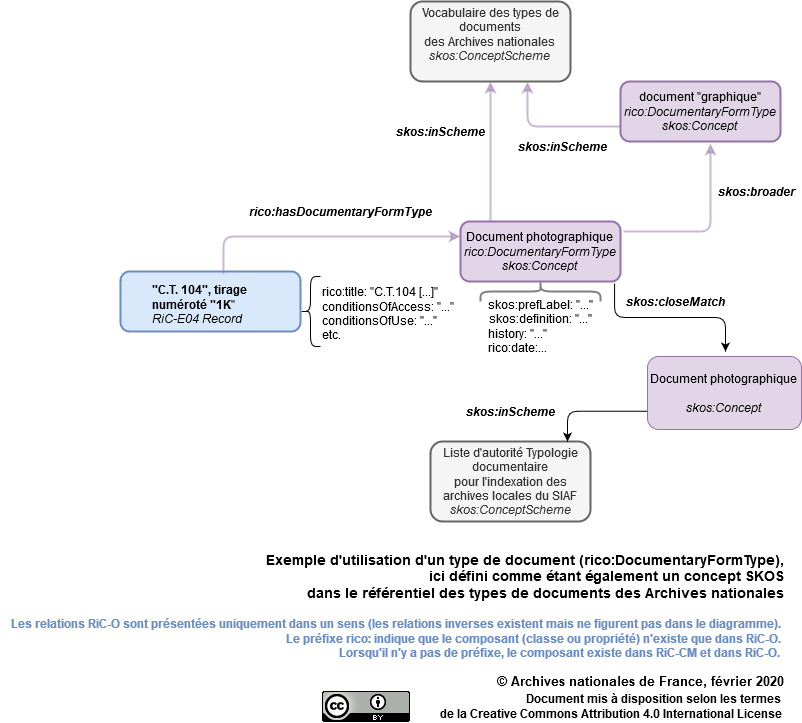 Vocabulaire des types de
documents
des Archives nationales
skos:ConceptScheme
document "graphique"
rico:DocumentaryFormType
skos:Concept
skos:inScheme
skos:inScheme
skos:broader
rico:hasDocumentaryFormType
Document photographique
rico:DocumentaryFormType
skos:Concept
"C.T. 104", tirage
numéroté "1K"
RiC-E04 Record
rico:title: "C.T.104 [...]"
conditionsOfAccess: "..."
conditionsOfUse: "..."
etc.
skos:prefLabel: "..."
skos:definition: "..."
history: "..."
rico:date:...
skos:closeMatch
Document photographique
skos:Concept
skos:inScheme
Liste d'autorité Typologie
documentaire
pour l'indexation des
archives locales du SIAF
skos:ConceptScheme
Exemple d'utilisation d'un type de document (rico:DocumentaryFormType),
ici défini comme étant également un concept SKOS
dans le référentiel des types de documents des Archives nationales
Les relations RiC-O sont présentées uniquement dans un sens (les relations inverses existent mais ne figurent pas dans le diagramme).
Le préfixe rico: indique que le composant (classe ou propriété) n'existe que dans RiC-O.
Lorsqu'il n'y a pas de préfixe, le composant existe dans RiC-CM et dans RiC-O.
© Archives nationales de France, février 2020
Document mis à disposition selon les termes
de la Creative Commons Attribution 4.0 International License
cc
BY